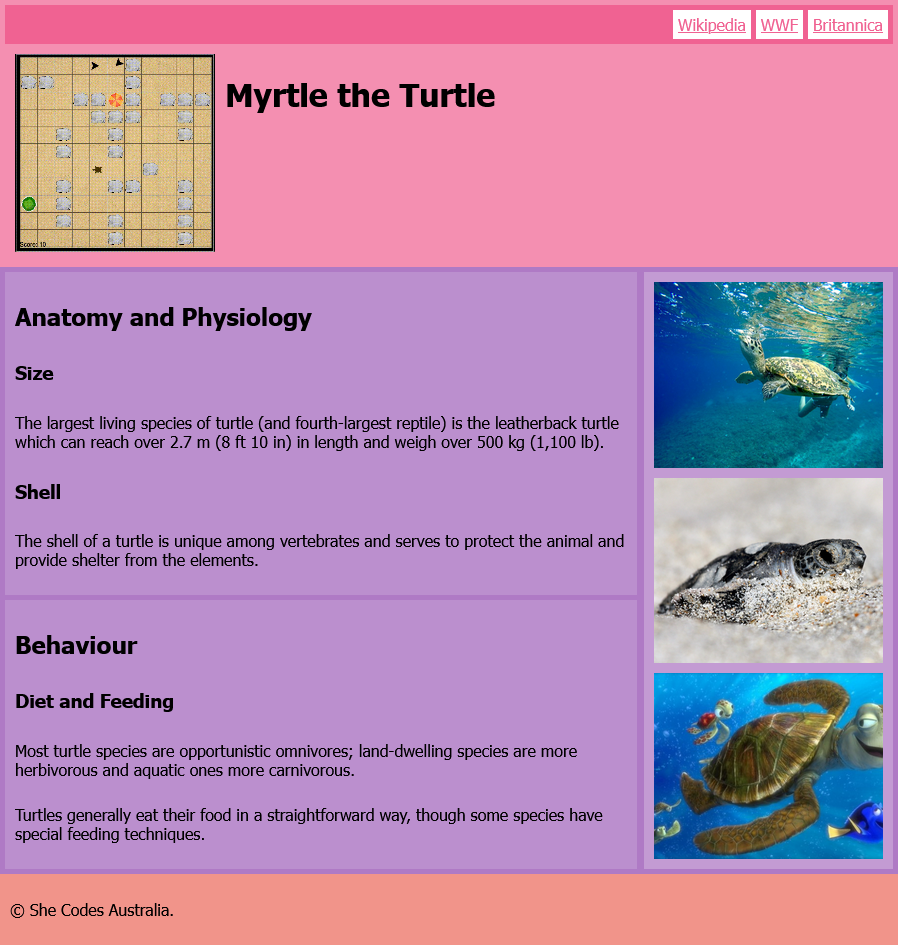 Wikipedia WWF Britannica
Myrtle the Turtle
Score: 10
Anatomy and Physiology
Size
The largest living species of turtle (and fourth-largest reptile) is the leatherback turtle
which can reach over 2.7 m (8 ft 10 in) in length and weigh over 500 kg (1,100 lb).
Shell
The shell of a turtle is unique among vertebrates and serves to protect the animal and
provide shelter from the elements.
Behaviour
Diet and Feeding
Most turtle species are opportunistic omnivores; land-dwelling species are more
herbivorous and aquatic ones more carnivorous.
Turtles generally eat their food in a straightforward way, though some species have
special feeding techniques.
© She Codes Australia.